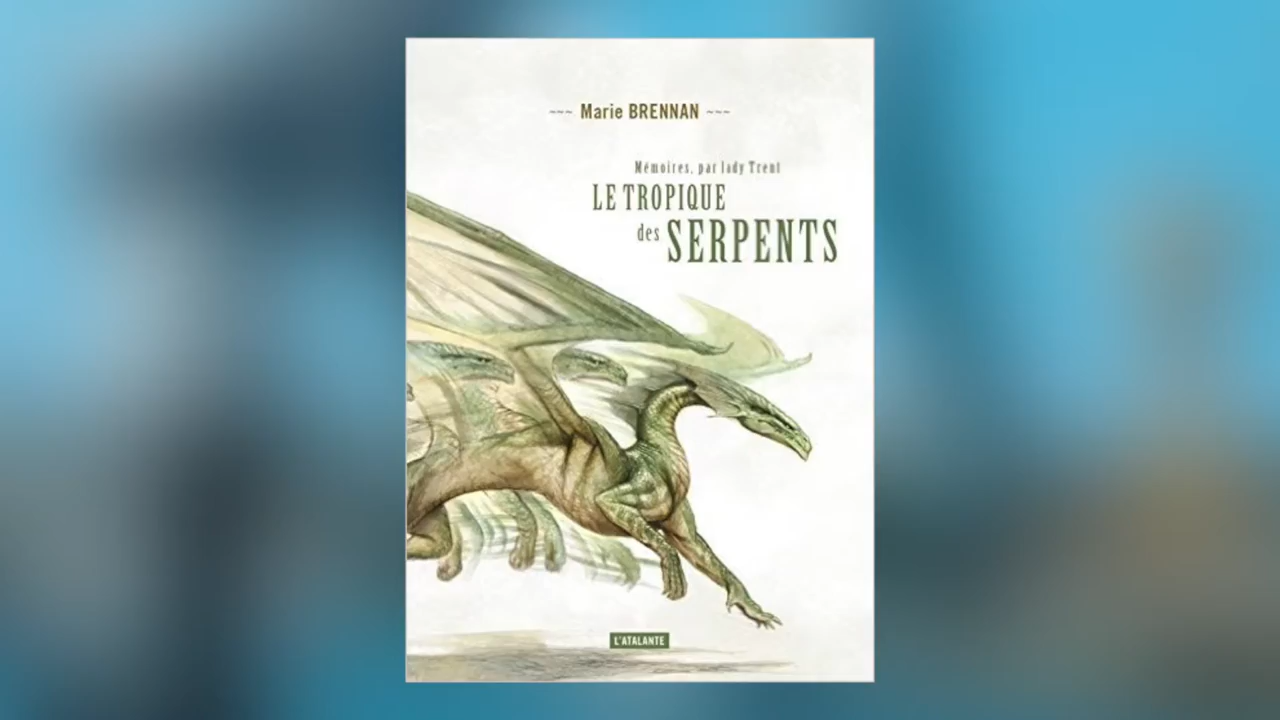 ~~~ Marie BRENNAN ~~~
Mémoires, par lady Trent
LE TROPIQUE
des SERPENTS
L'ATALANTE